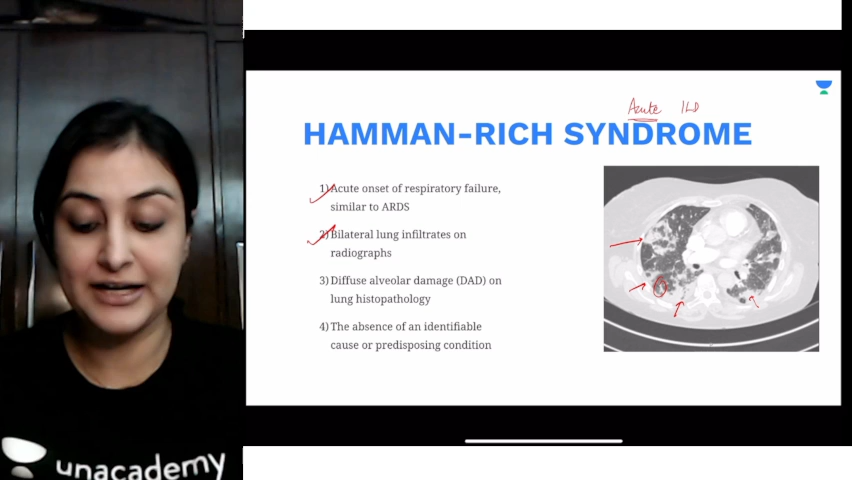 Acute ILD
HAMMAN-RICH SYNDROME
1) Acute onset of respiratory failure,
similar to ARDS
2) Bilateral lung infiltrates on
radiographs
3) Diffuse alveolar damage (DAD) on
lung histopathology
4) The absence of an identifiable
cause or predisposing condition
unacademy